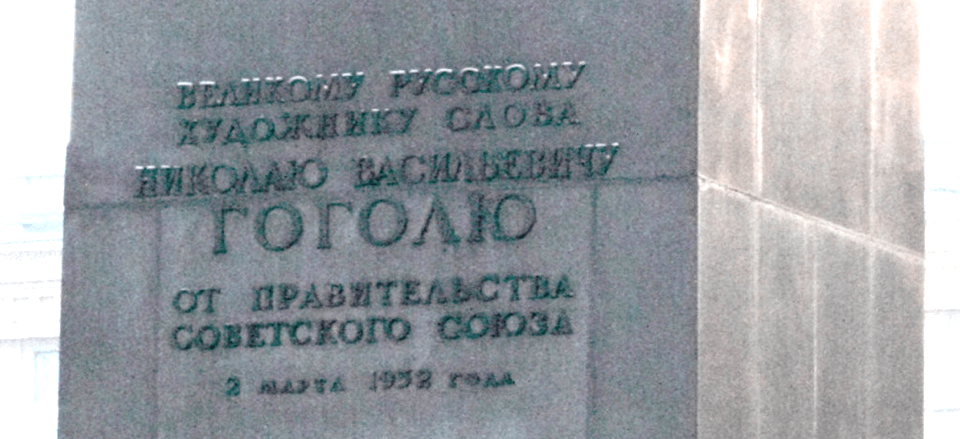 ВЕЛИКОМУ РУССКОМУ
ХУДОЖНИКУ СЛОВА
НИКОЛАЮ ВАСИЛЬЕВИЧУ
ГОГОЛЮ
ОТ ПРАВИТЕЛЬСТВА
СОВЕТСКОГО СОЮЗА
2 МАРТА 1952 ГОДА